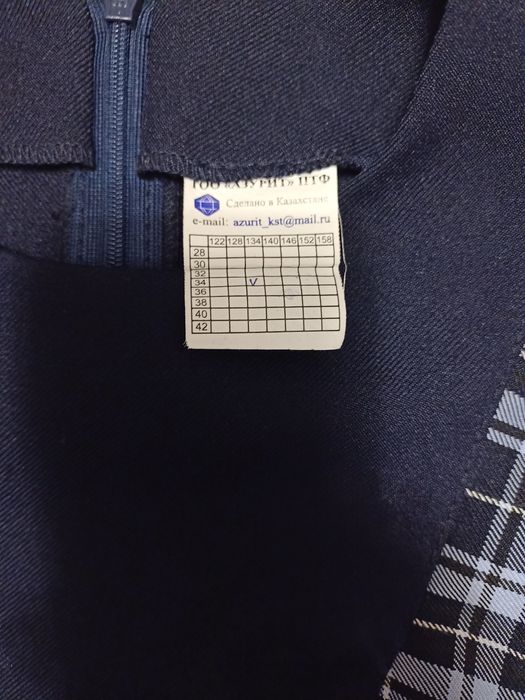 ТОО «АЗУРИТ» ПТФ
Сделано в Казахстане
e-mail: azurit_kst@mail.ru
122 128 134 140 146 152 158
28
30
32
34 v
36
38
40
42